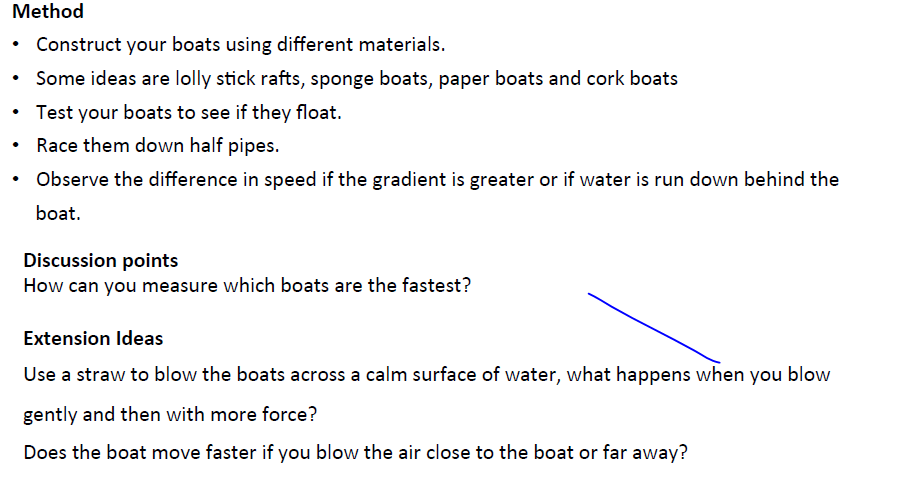 Method
• Construct your boats using different materials.
• Some ideas are lolly stick rafts, sponge boats, paper boats and cork boats
• Test your boats to see if they float.
• Race them down half pipes.
• Observe the difference in speed if the gradient is greater or if water is run down behind the
boat.
Discussion points
How can you measure which boats are the fastest?
Extension Ideas
Use a straw to blow the boats across a calm surface of water, what happens when you blow
gently and then with more force?
Does the boat move faster if you blow the air close to the boat or far away?